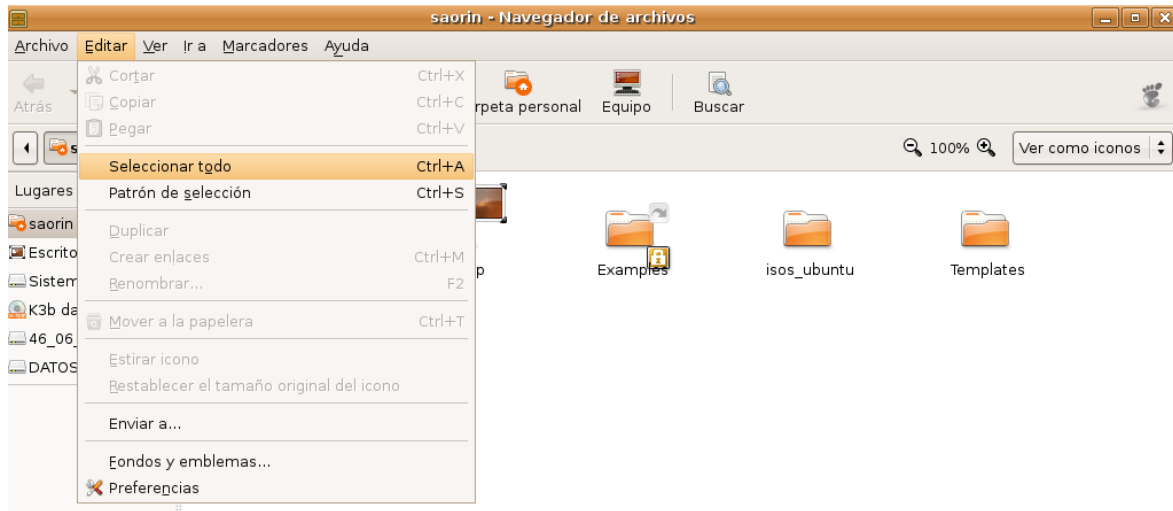 saorin - Navegador de archivos
Archivo Editar Ver Ir a Marcadores Ayuda
Atrás
rpeta personal Equipo Buscar
Cortar Ctrl+X
Copiar Ctrl+C
Pegar Ctrl+V
Seleccionar todo Ctrl+A
Patrón de selección Ctrl+S
Duplicar
Crear enlaces Ctrl+M
Renombrar... F2
Mover a la papelera Ctrl+T
Estirar icono
Restablecer el tamaño original del icono
Enviar a...
Fondos y emblemas...
Preferencias
s
100% Ver como iconos
Lugares
saorin
Escrito
Sistem
K3b da
46_06_
DATOS
p
Examples
isos_ubuntu
Templates